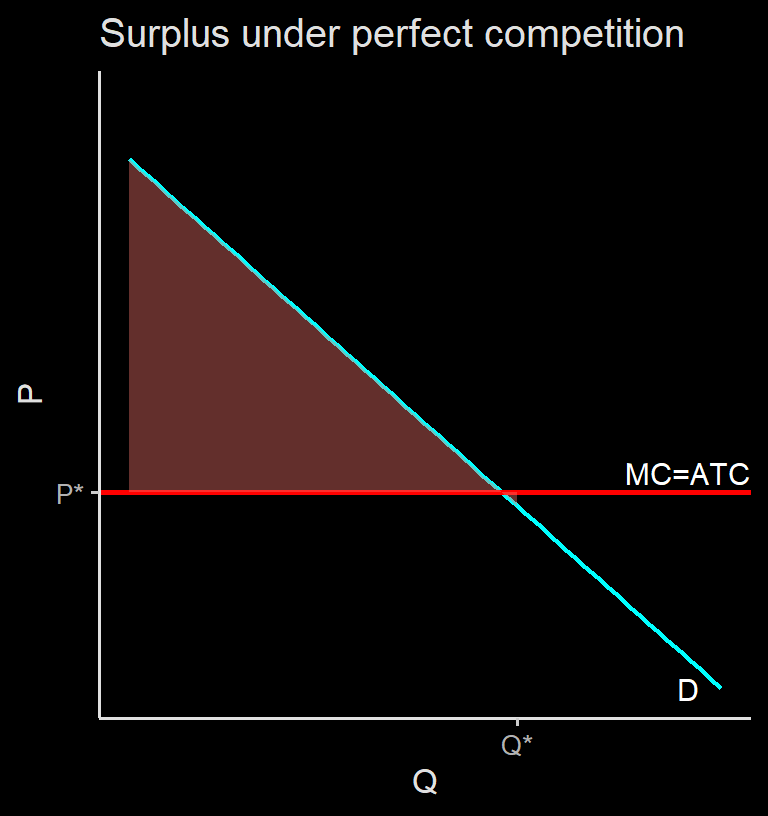 Surplus under perfect competition
P
MC=ATC
P*
D
Q*
Q